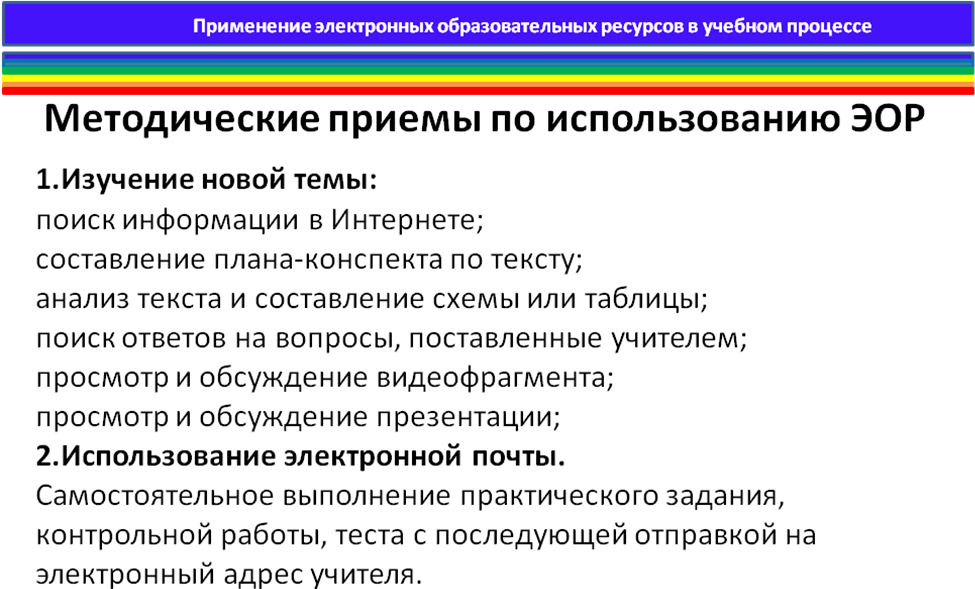 Применение электронных образовательных ресурсов в учебном процессе
Методические приемы по использованию ЭОР
1.Изучение новой темы:
поиск информации в Интернете;
составление плана-конспекта по тексту;
анализ текста и составление схемы или таблицы;
поиск ответов на вопросы, поставленные учителем;
просмотр и обсуждение видеофрагмента;
просмотр и обсуждение презентации;
2.Использование электронной почты.
Самостоятельное выполнение практического задания,
контрольной работы, теста с последующей отправкой на
электронный адрес учителя.